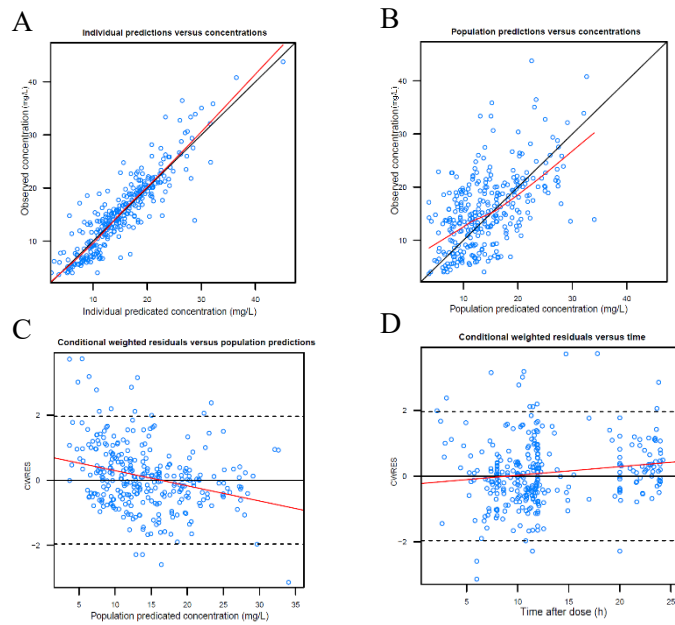 A
Individual predictions versus concentrations
Observed concentration (mg/L)
40
30
20
10
10
20
30
40
Individual predicated concentration (mg/L)
B
Population predictions versus concentrations
Observed concentration (mg/L)
40
30
20
10
10
20
30
40
Population predicated concentration (mg/L)
C
Conditional weighted residuals versus population predictions
CWRES
2
0
−2
5
10
15
20
25
30
35
Population predicated concentration (mg/L)
D
Conditional weighted residuals versus time
CWRES
2
0
−2
0
5
10
15
20
25
Time after dose (h)